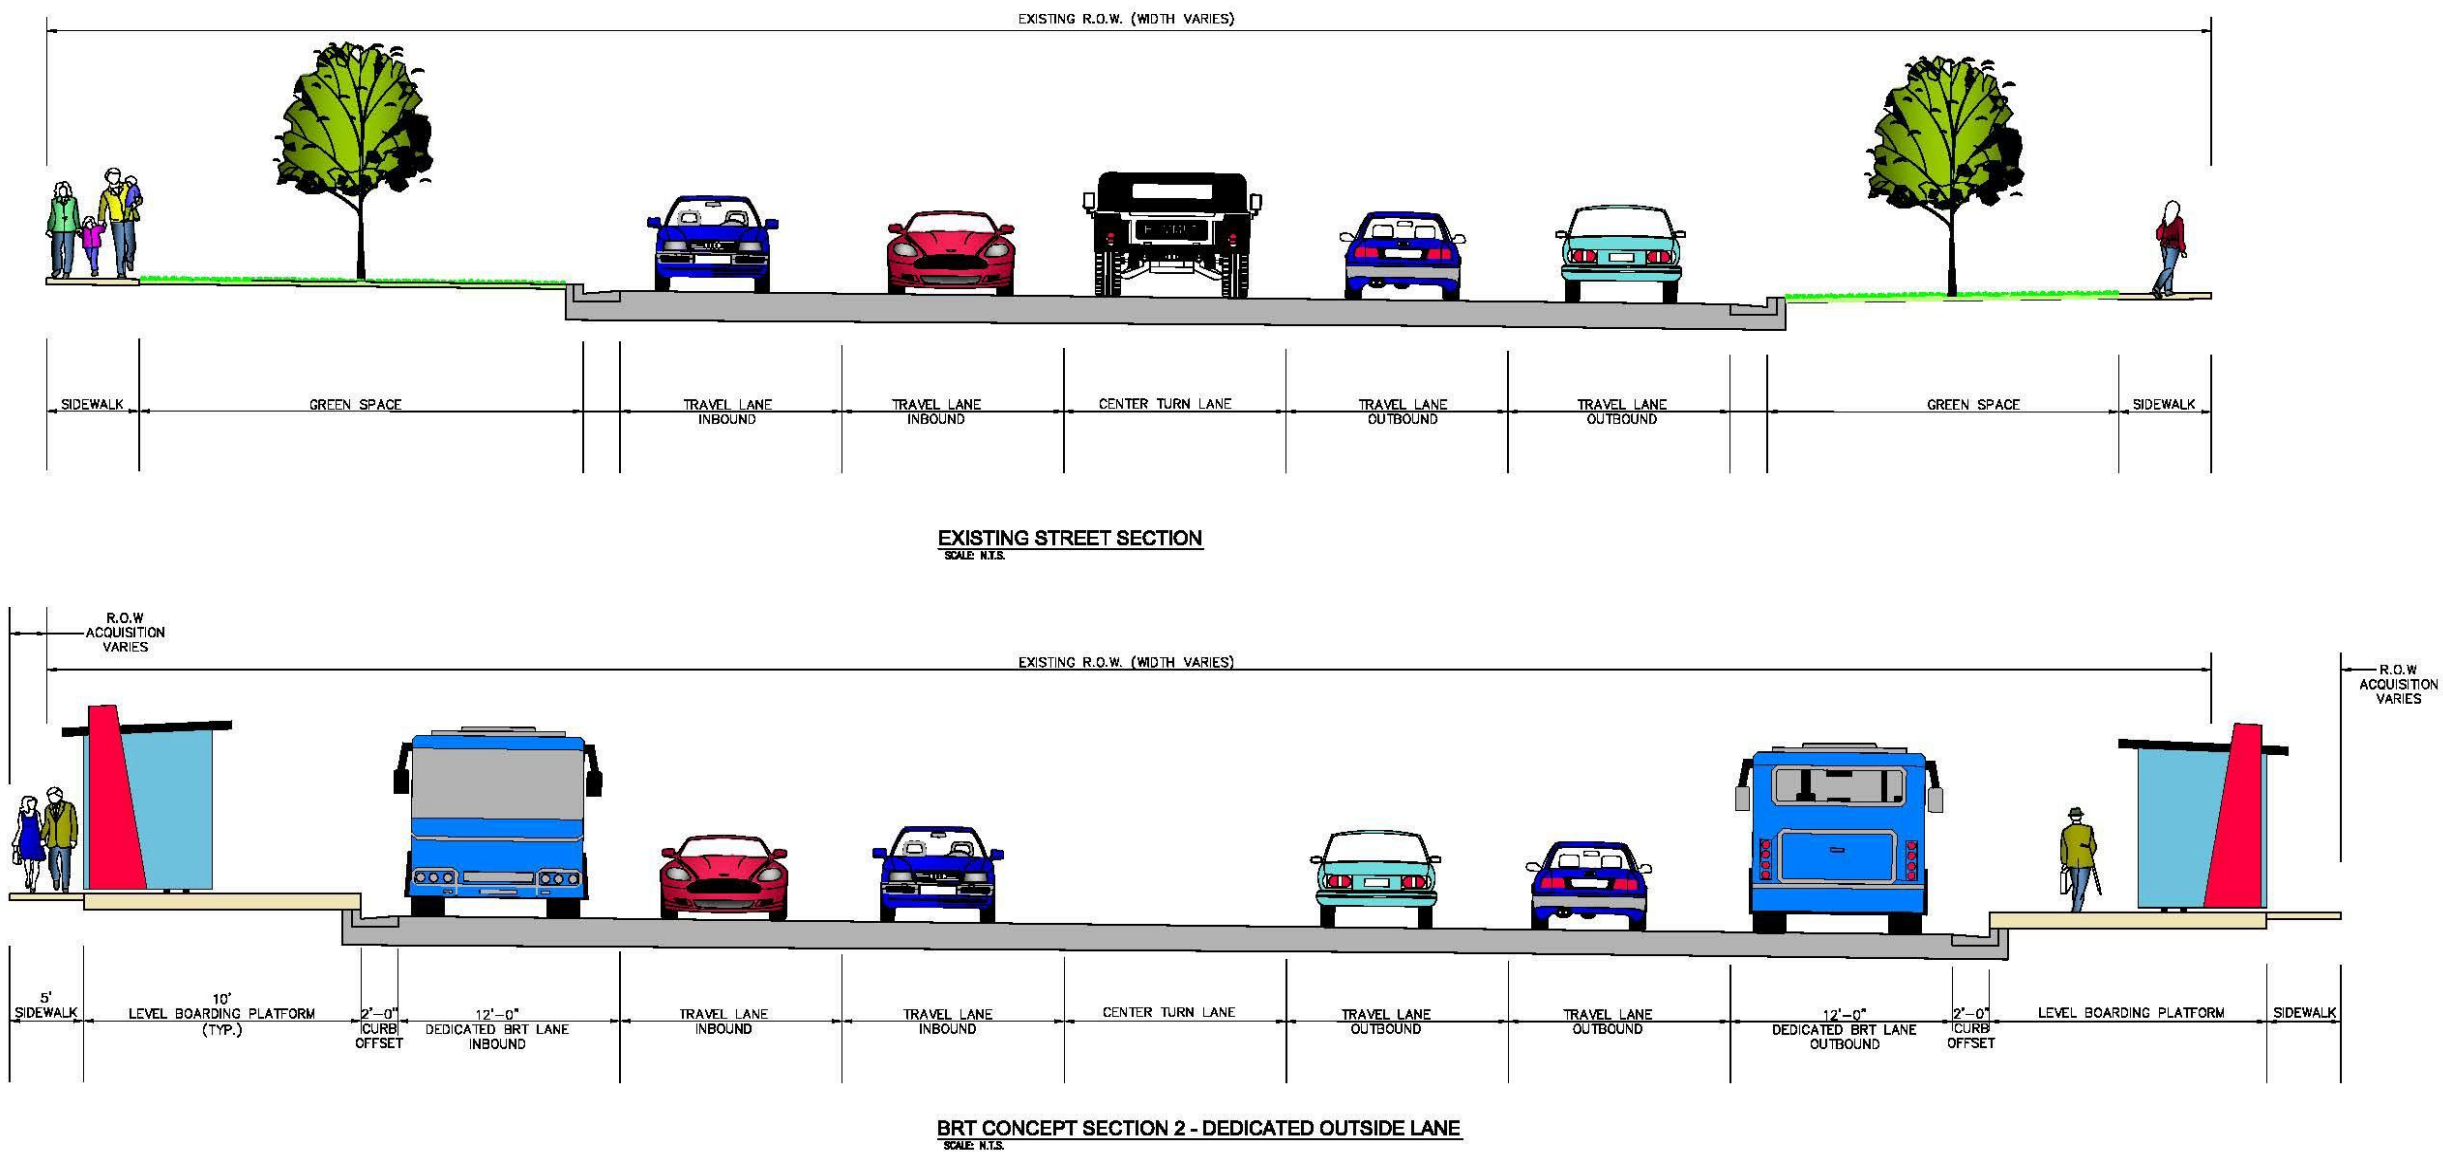 EXISTING R.O.W. (WIDTH VARIES)
SIDEWALK
GREEN SPACE
TRAVEL LANE
INBOUND
TRAVEL LANE
INBOUND
CENTER TURN LANE
TRAVEL LANE
OUTBOUND
TRAVEL LANE
OUTBOUND
GREEN SPACE
SIDEWALK
EXISTING STREET SECTION
SCALE: N.T.S.
R.O.W
ACQUISITION
VARIES
EXISTING R.O.W. (WIDTH VARIES)
R.O.W
ACQUISITION
VARIES
5'
SIDEWALK
10'
LEVEL BOARDING PLATFORM
(TYP.)
2'-0"
CURB
OFFSET
12'-0"
DEDICATED BRT LANE
INBOUND
TRAVEL LANE
INBOUND
TRAVEL LANE
INBOUND
CENTER TURN LANE
TRAVEL LANE
OUTBOUND
TRAVEL LANE
OUTBOUND
12'-0"
DEDICATED BRT LANE
OUTBOUND
2'-0"
CURB
OFFSET
LEVEL BOARDING PLATFORM
SIDEWALK
BRT CONCEPT SECTION 2 - DEDICATED OUTSIDE LANE
SCALE: N.T.S.